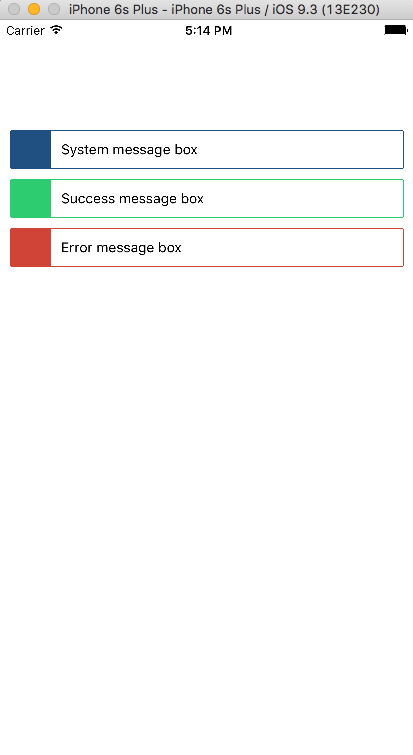 iPhone 6s Plus - iPhone 6s Plus / iOS 9.3 (13E230)
Carrier 5:14 PM
System message box
Success message box
Error message box